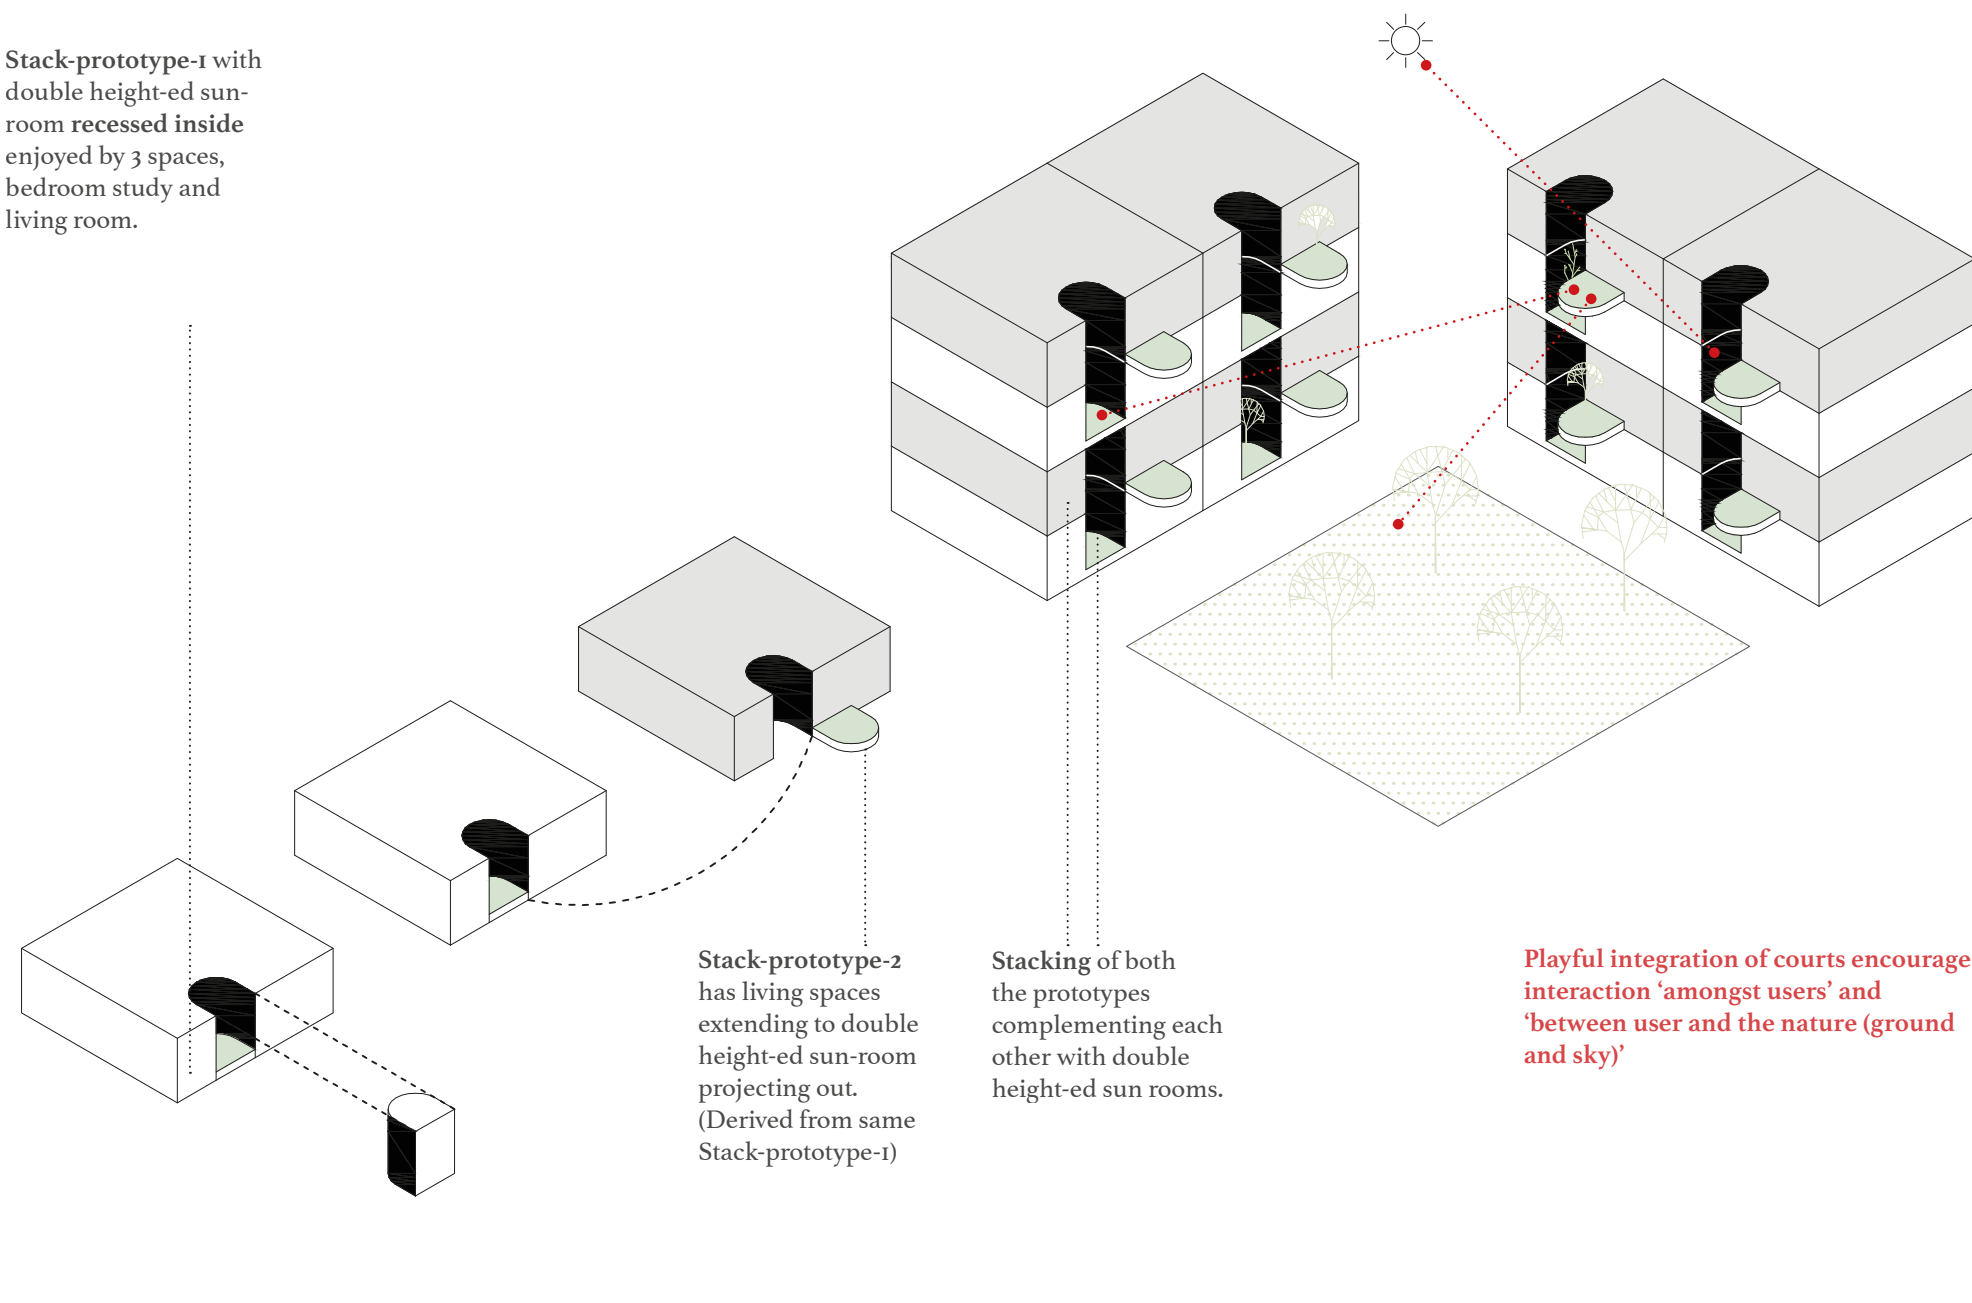 Stack-prototype-1 with
double height-ed sun-
room recessed inside
enjoyed by 3 spaces,
bedroom study and
living room.
Stack-prototype-2
has living spaces
extending to double
height-ed sun-room
projecting out.
(Derived from same
Stack-prototype-1)
Stacking of both
the prototypes
complementing each
other with double
height-ed sun rooms.
Playful integration of courts encourage
interaction ‘amongst users’ and
‘between user and the nature (ground
and sky)’